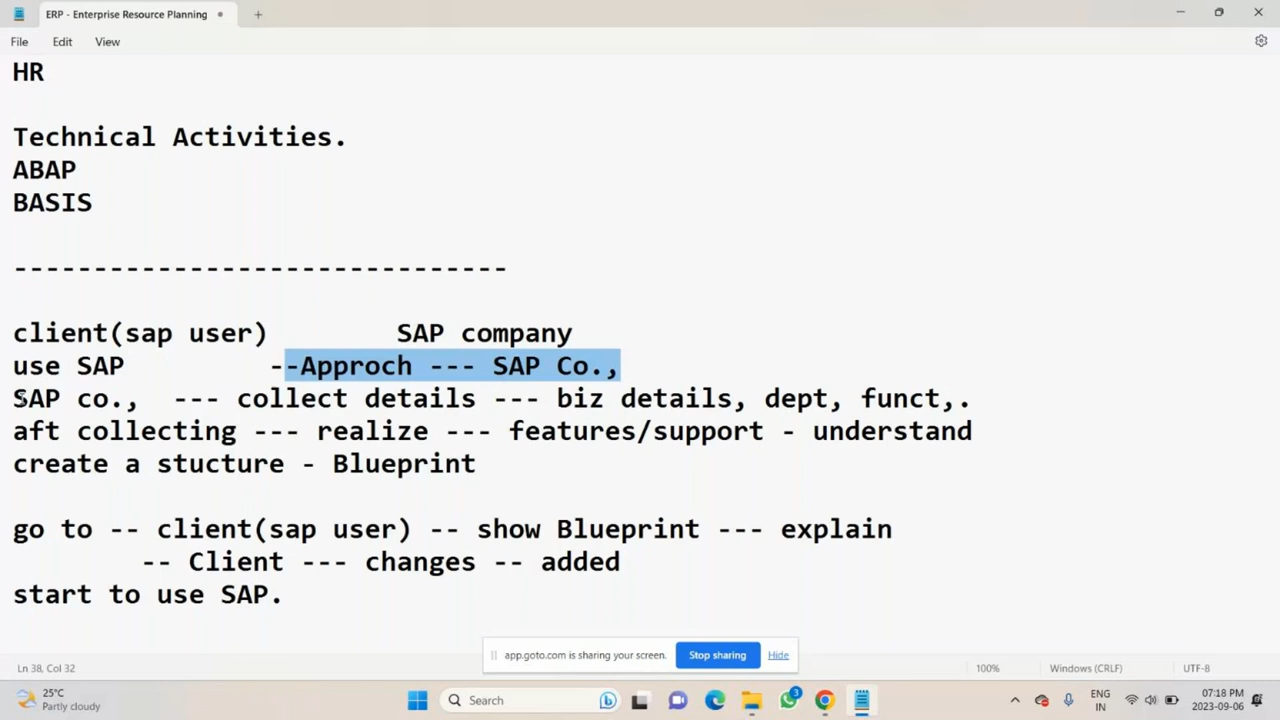 ERP - Enterprise Resource Planning
File Edit View
HR
Technical Activities.
ABAP
BASIS
-------------------------------
client(sap user) SAP company
use SAP --Approch --- SAP Co.,
SAP co., --- collect details --- biz details, dept, funct,.
aft collecting --- realize --- features/support - understand
create a stucture - Blueprint
go to -- client(sap user) -- show Blueprint --- explain
-- Client --- changes -- added
start to use SAP.
app.goto.com is sharing your screen. Stop sharing Hide
Ln 38, Col 32 100% Windows (CRLF) UTF-8
25°C
Partly cloudy
Search
3
ENG
IN
07:18 PM
2023-09-06